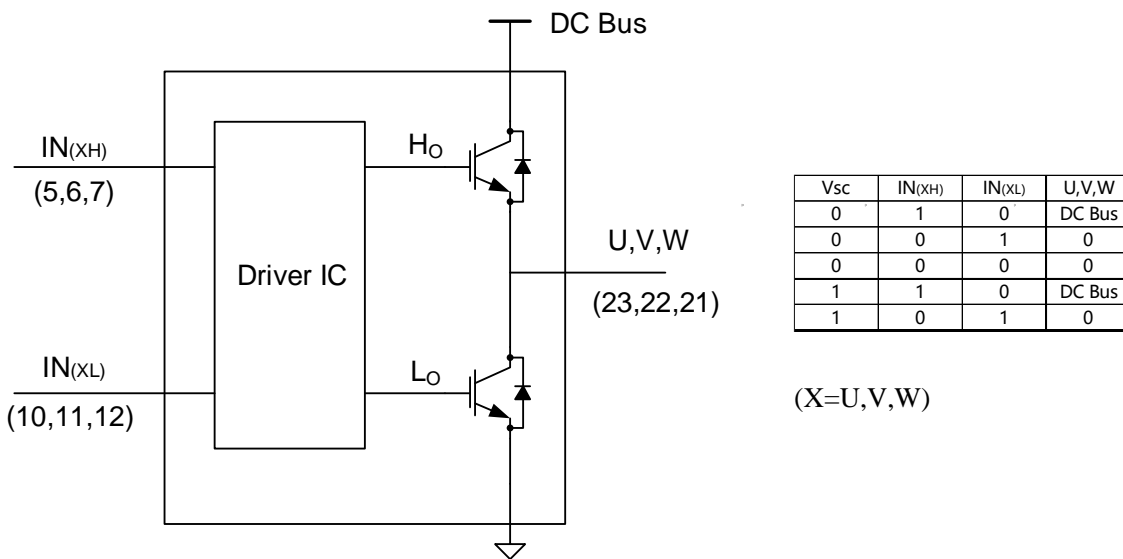 DC Bus
IN(XH)
(5,6,7)
HO
Driver IC
U,V,W
(23,22,21)
IN(XL)
(10,11,12)
LO
Vsc IN(XH) IN(XL) U,V,W
0 1 0 DC Bus
0 0 1 0
0 0 0 0
1 1 0 DC Bus
1 0 1 0
(X=U,V,W)